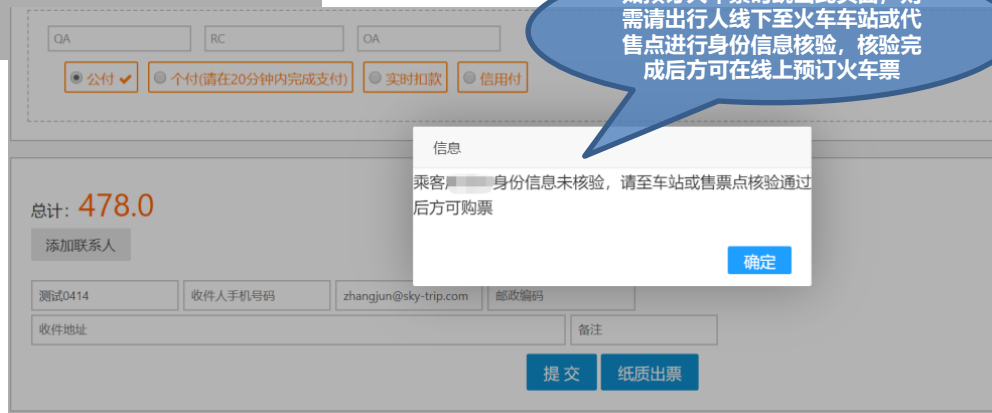 需请出行人线下至火车车站或代
售点进行身份信息核验，核验完
成后方可在线上预订火车票
QA RC OA
公付 个付(请在20分钟内完成支付) 实时扣款 信用付
信息
乘客 身份信息未核验，请至车站或售票点核验通过
后方可购票
确定
总计：478.0
添加联系人
测试0414 收件人手机号码 zhangjun@sky-trip.com 邮政编码
收件地址 备注
提 交 纸质出票